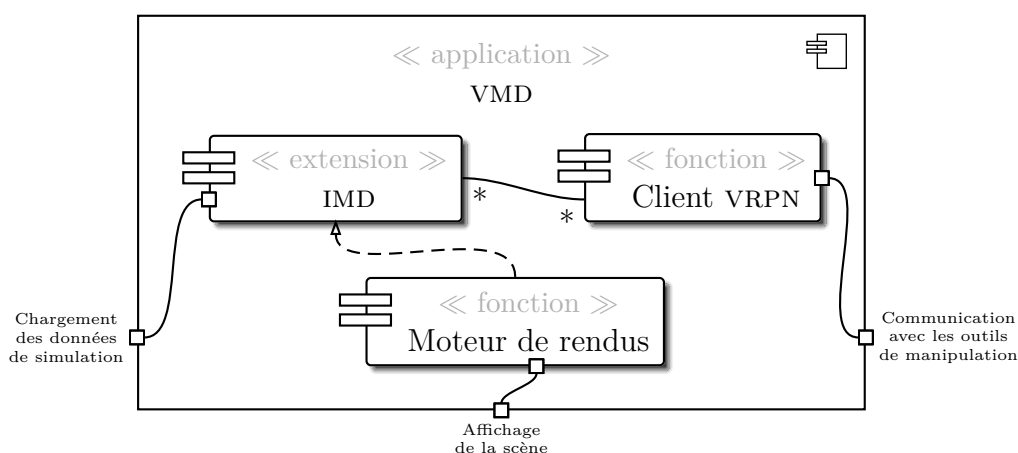 ≪ application ≫
VMD
≪ extension ≫
IMD
*
≪ fonction ≫
Client VRPN
*
≪ fonction ≫
Moteur de rendus
Chargement
des données
de simulation
Communication
avec les outils
de manipulation
Affichage
de la scène